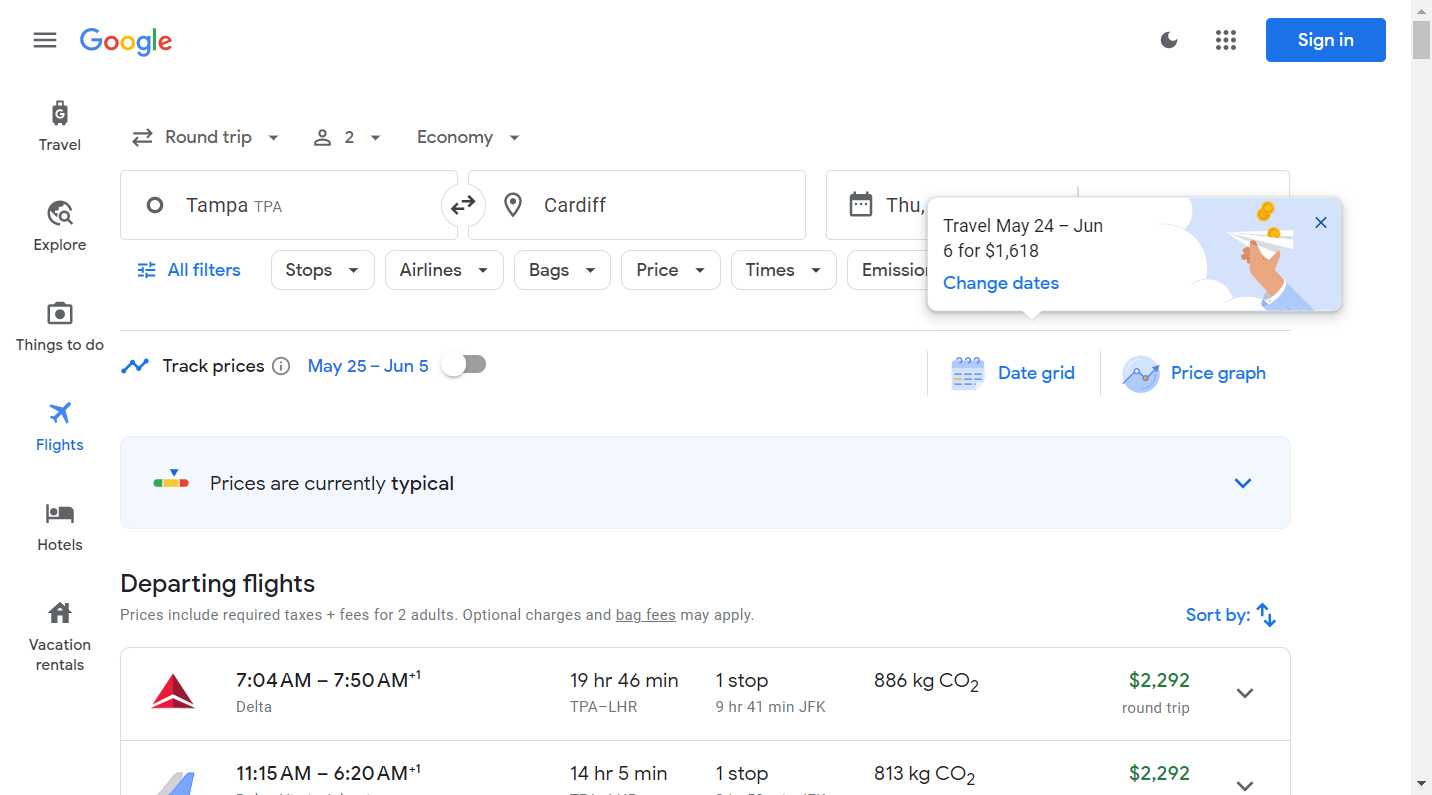 Google
Sign in
Travel
Explore
Things to do
Flights
Hotels
Vacation
rentals
Round trip
2
Economy
Tampa TPA
Cardiff
Thu,
Travel May 24 – Jun
6 for $1,618
Change dates
All filters
Stops
Airlines
Bags
Price
Times
Track prices
May 25 – Jun 5
Date grid
Price graph
Prices are currently typical
Departing flights
Prices include required taxes + fees for 2 adults. Optional charges and bag fees may apply.
Sort by:
7:04 AM – 7:50 AM+1
19 hr 46 min
1 stop
886 kg CO2
$2,292
Delta
TPA–LHR
9 hr 41 min JFK
round trip
11:15 AM – 6:20 AM+1
14 hr 5 min
1 stop
813 kg CO2
$2,292